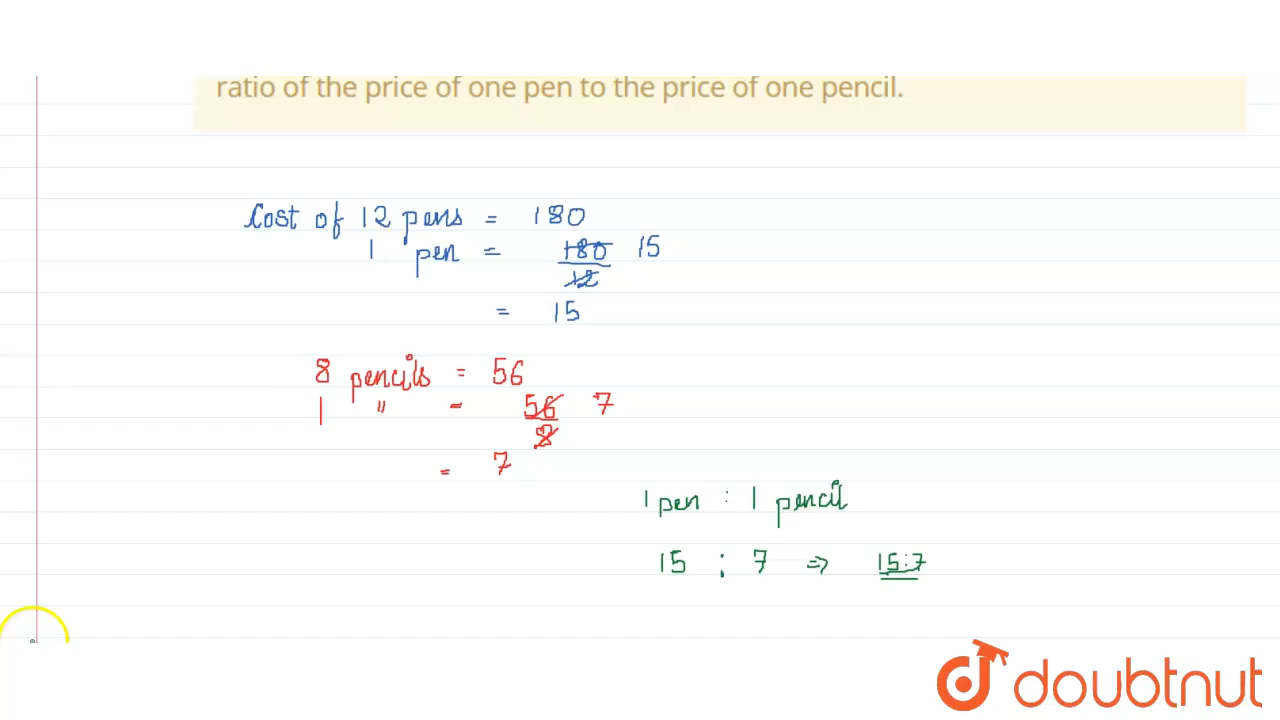 ratio of the price of one pen to the price of one pencil.
Cost of 12 pens = 180
1 pen = 180/12 15
= 15
8 pencils = 56
1 " = 56/8 7
= 7
1 pen : 1 pencil
15 : 7 ⇒ 15:7
doubtnut